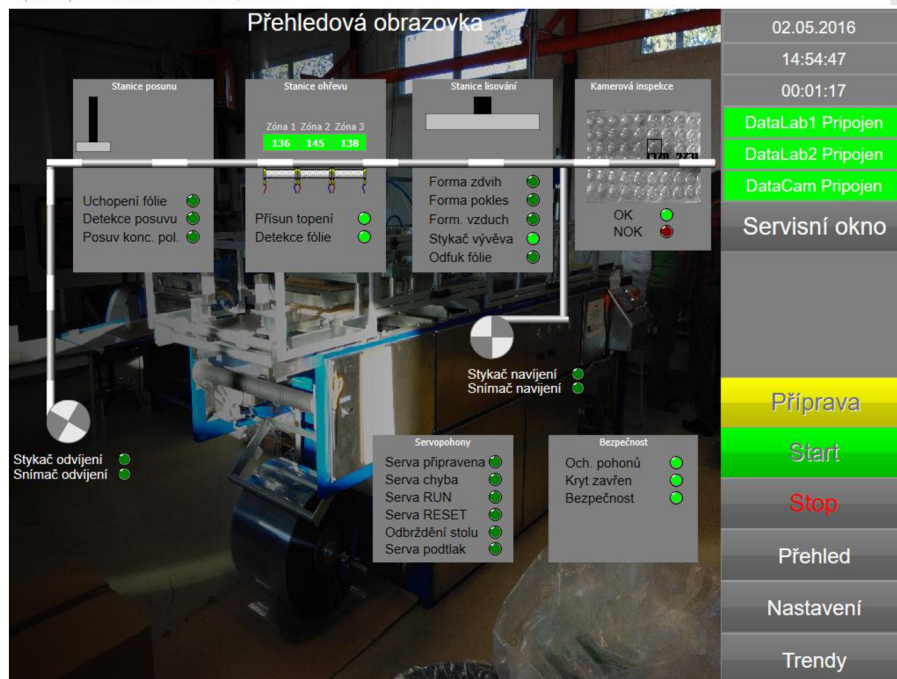 Přehledová obrazovka
02.05.2016
14:54:47
00:01:17
DataLab1 Pripojen
DataLab2 Pripojen
DataCam Pripojen
Servisní okno
Stanice posunu
Uchopení fólie
Detekce posuvu
Posuv konc. pol.
Stanice ohřevu
Zóna 1 Zóna 2 Zóna 3
136 145 138
Přísun topení
Detekce fólie
Stanice lisování
Forma zdvih
Forma pokles
Form. vzduch
Stykač vývěva
Odfuk fólie
Kamerová inspekce
OK
NOK
Stykač navíjení
Snímač navijení
Stykač odvíjení
Snímač odvíjení
Servopohony
Serva připravena
Serva chyba
Serva RUN
Serva RESET
Odbrždění stolu
Serva podtlak
Bezpečnost
Och. pohonů
Kryt zavřen
Bezpečnost
Příprava
Start
Stop
Přehled
Nastavení
Trendy